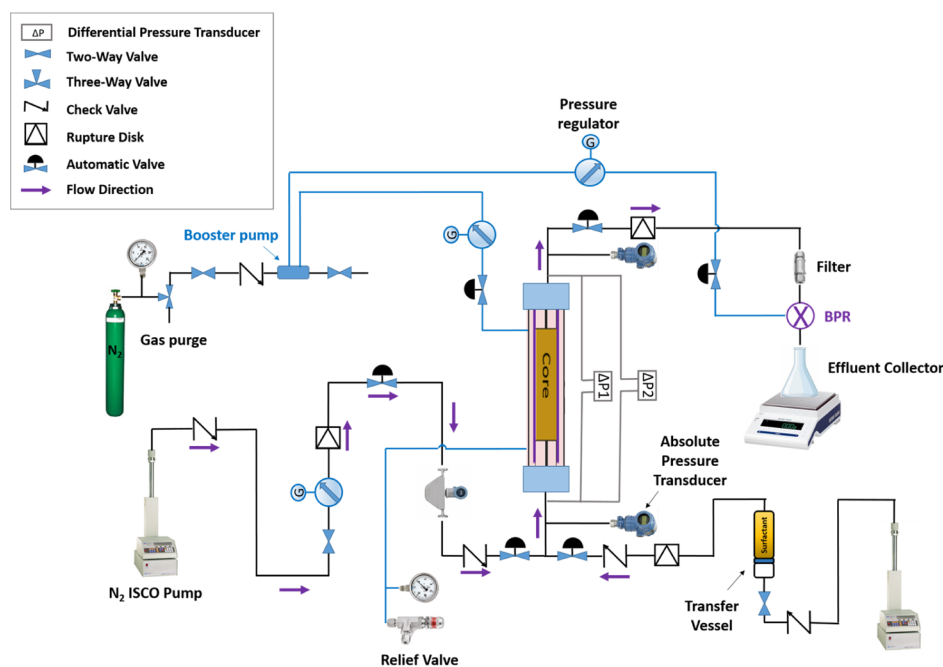 ΔP Differential Pressure Transducer
Two-Way Valve
Three-Way Valve
Check Valve
Rupture Disk
Automatic Valve
Flow Direction
Pressure
regulator
G
Booster pump
G
Filter
BPR
N2
Gas purge
Core
Effluent Collector
ΔP1
ΔP2
Absolute
Pressure
Transducer
G
Surfactant
N2 ISCO Pump
Transfer
Vessel
Relief Valve